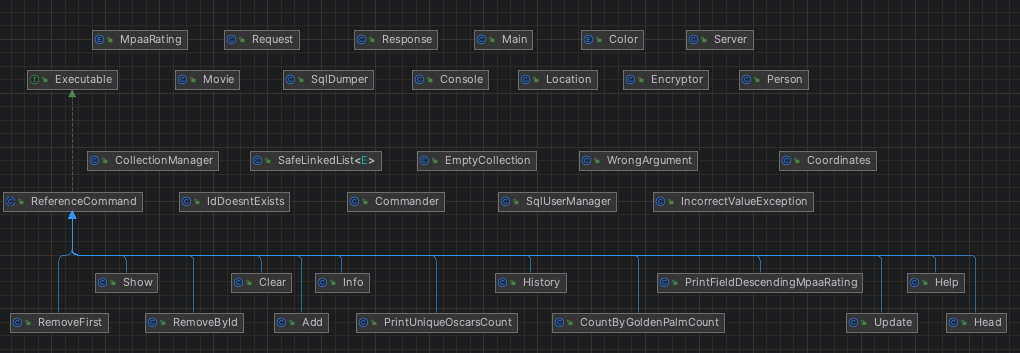 MpaaRating Request Response Main Color Server
Executable Movie SqlDumper Console Location Encryptor Person
CollectionManager SafeLinkedList<E> EmptyCollection WrongArgument Coordinates
ReferenceCommand IdDoesntExists Commander SqlUserManager IncorrectValueException
Show Clear Info History PrintFieldDescendingMpaaRating Help
RemoveFirst RemoveById Add PrintUniqueOscarsCount CountByGoldenPalmCount Update Head